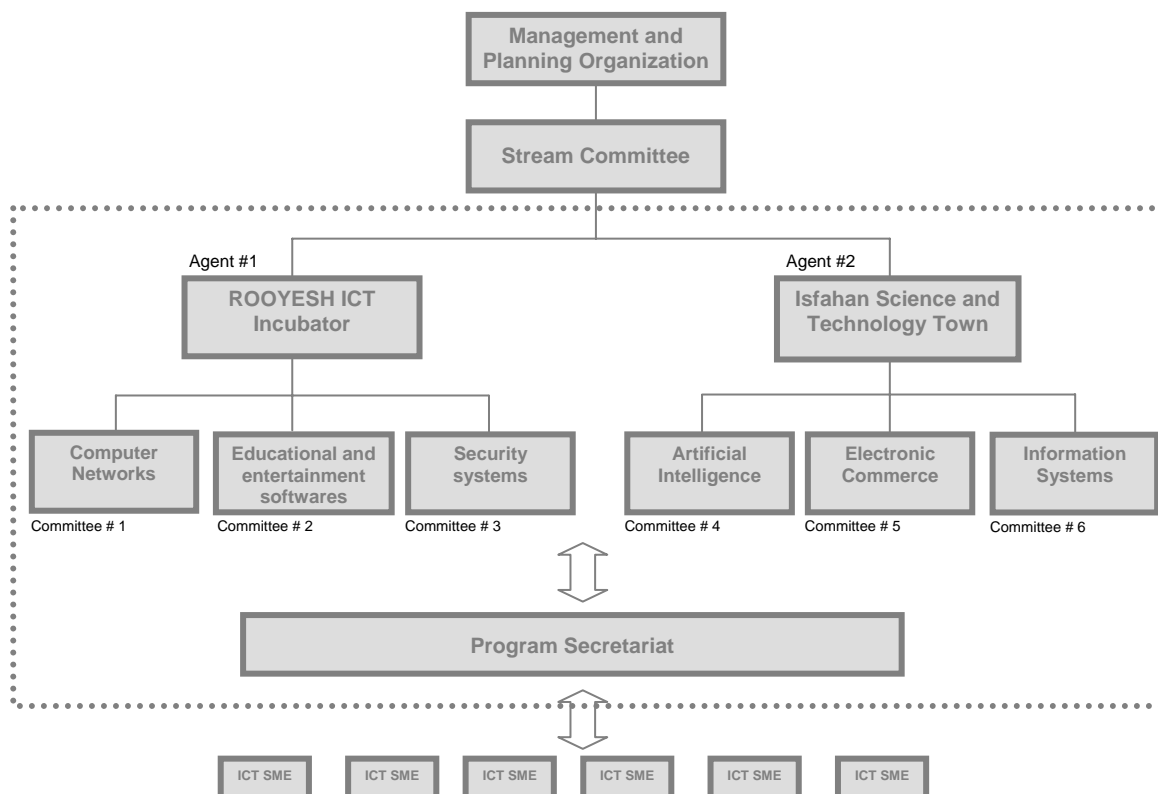 Management and
Planning Organization
Stream Committee
Agent #1
Agent #2
ROOYESH ICT
Incubator
Isfahan Science and
Technology Town
Computer
Networks
Educational and
entertainment
softwares
Security
systems
Artificial
Intelligence
Electronic
Commerce
Information
Systems
Committee # 1
Committee # 2
Committee # 3
Committee # 4
Committee # 5
Committee # 6
Program Secretariat
ICT SME
ICT SME
ICT SME
ICT SME
ICT SME
ICT SME